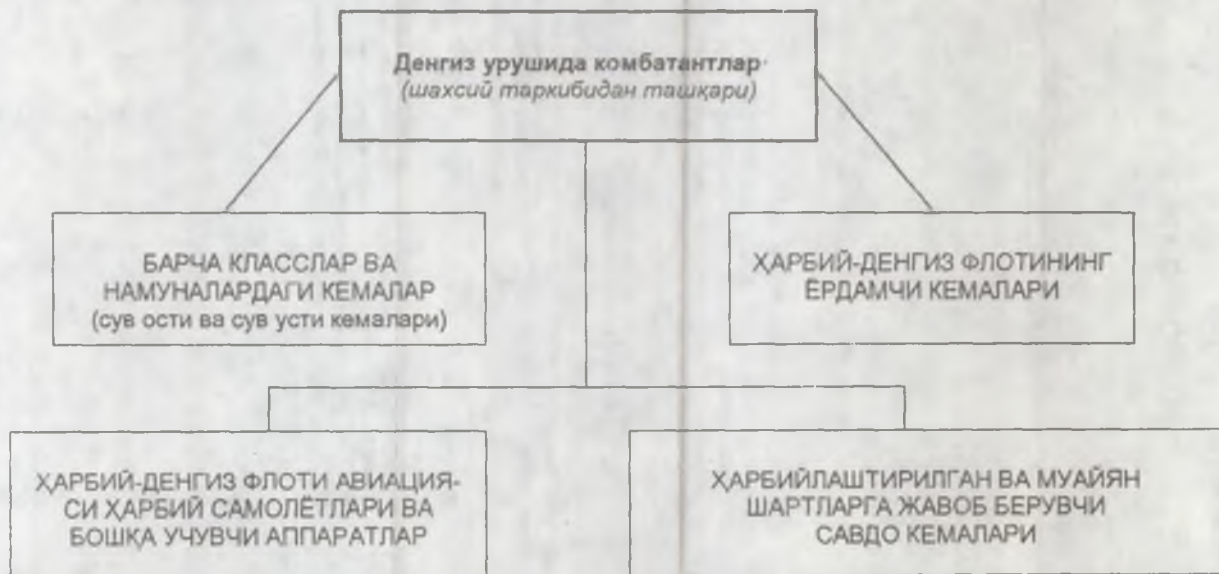 Денгиз урушида комбатантлар
(шахсий таркибидан ташқари)
БАРЧА КЛАССЛАР ВА
НАМУНАЛАРДАГИ КЕМАЛАР
(сув ости ва сув усти кемалари)
ҲАРБИЙ-ДЕНГИЗ ФЛОТИНИНГ
ЁРДАМЧИ КЕМАЛАРИ
ҲАРБИЙ-ДЕНГИЗ ФЛОТИ АВИАЦИЯ-
СИ ҲАРБИЙ САМОЛЁТЛАРИ ВА
БОШҚА УЧУВЧИ АППАРАТЛАР
ҲАРБИЙЛАШТИРИЛГАН ВА МУАЙЯН
ШАРТЛАРГА ЖАВОБ БЕРУВЧИ
САВДО КЕМАЛАРИ